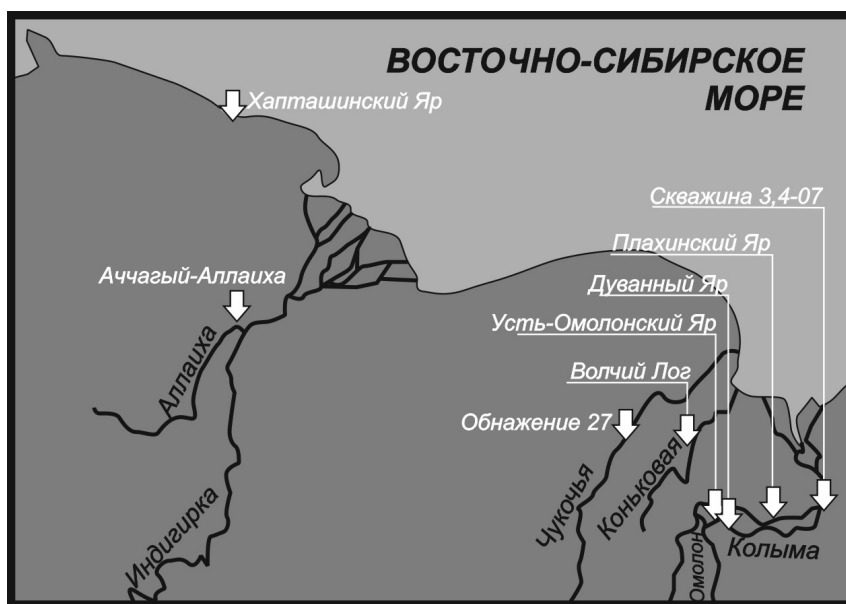 ВОСТОЧНО-СИБИРСКОЕ
МОРЕ
Хапташинский Яр
Скважина 3,4-07
Плахинский Яр
Аччагый-Аллаиха
Дуванный Яр
Усть-Омолонский Яр
Аллаиха
Волчий Лог
Обнажение 27
Индигирка
Чукочья
Коньковая
Омолон
Колыма